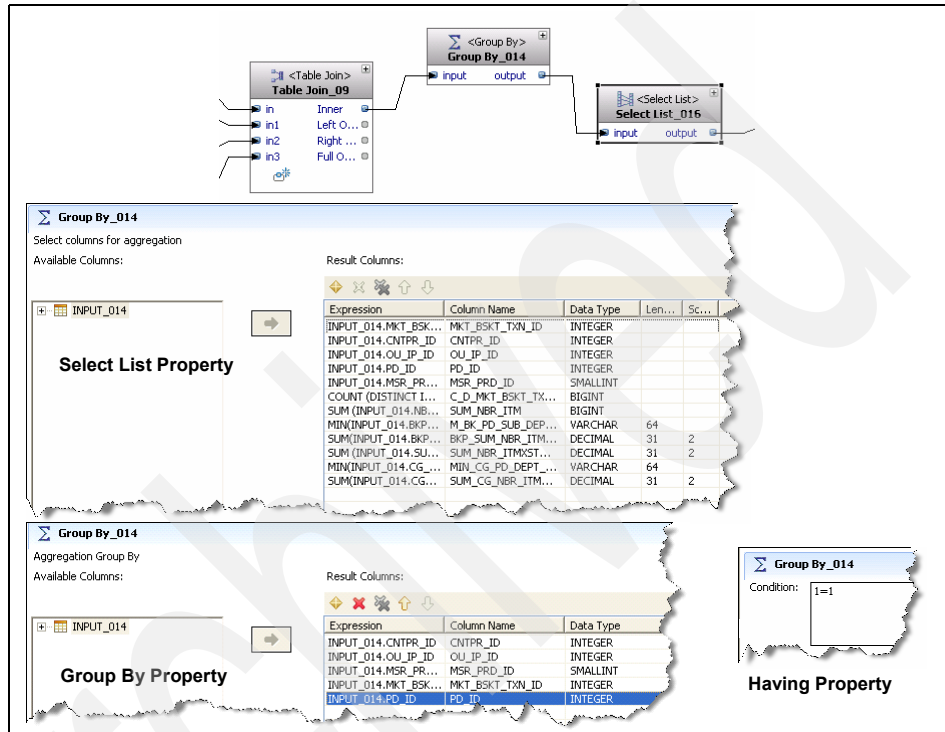 <Group By>
Group By_014
input output
<Table Join>
Table Join_09
in Inner
in1 Left O...
in2 Right ...
in3 Full O...
<Select List>
Select List_016
input output
Group By_014
Select columns for aggregation
Available Columns: Result Columns:
INPUT_014
Select List Property
Expression Column Name Data Type Len... Sc...
INPUT_014.MKT_BSK... MKT_BSKT_TXN_ID INTEGER
INPUT_014.CNTPR_ID CNTPR_ID INTEGER
INPUT_014.OU_IP_ID OU_IP_ID INTEGER
INPUT_014.PD_ID PD_ID INTEGER
INPUT_014.MSR_PR... MSR_PRD_ID SMALLINT
COUNT (DISTINCT I... C_D_MKT_BSKT_TX... BIGINT
SUM (INPUT_014.NB... SUM_NBR_ITM BIGINT
MIN(INPUT_014.BKP... M_BK_PD_SUB_DEP... VARCHAR 64
SUM(INPUT_014.BKP... BKP_SUM_NBR_ITM... DECIMAL 31 2
SUM (INPUT_014.SU... SUM_NBR_ITMXST... DECIMAL 31 2
MIN(INPUT_014.CG_... MIN_CG_PD_DEPT_... VARCHAR 64
SUM(INPUT_014.CG... SUM_CG_NBR_ITM... DECIMAL 31 2
Group By_014
Aggregation Group By
Available Columns: Result Columns:
INPUT_014
Group By Property
Expression Column Name Data Type
INPUT_014.CNTPR_ID CNTPR_ID INTEGER
INPUT_014.OU_IP_ID OU_IP_ID INTEGER
INPUT_014.MSR_PR... MSR_PRD_ID SMALLINT
INPUT_014.MKT_BSK... MKT_BSKT_TXN_ID INTEGER
INPUT_014.PD_ID PD_ID INTEGER
Group By_014
Condition: 1=1
Having Property